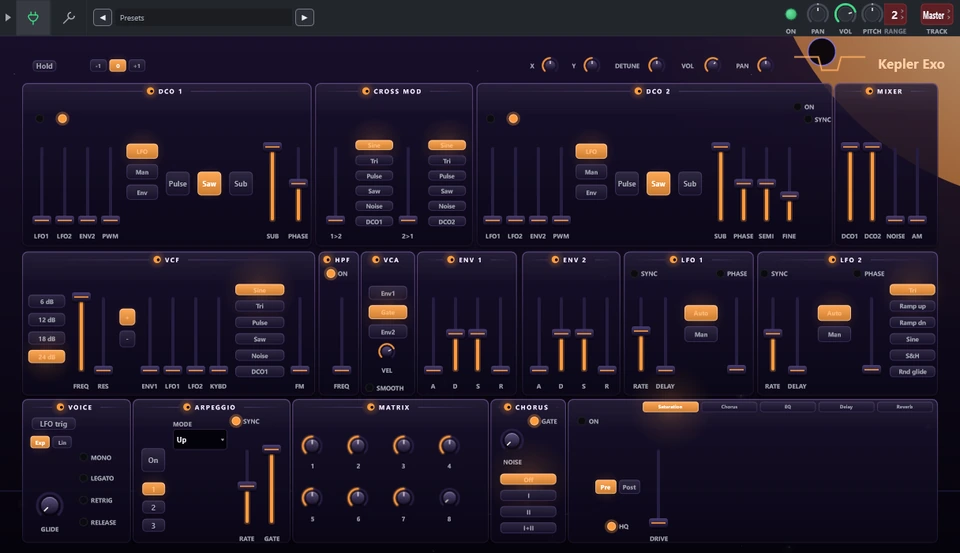 Presets
2
Master
ON PAN VOL PITCH RANGE TRACK
Hold -1 0 +1 X Y DETUNE VOL PAN Kepler Exo
DCO 1 CROSS MOD DCO 2 MIXER
ON
SYNC
LFO Man Env Pulse Saw Sub
LFO1 LFO2 ENV2 PWM SUB PHASE
Sine Sine
Tri Tri
Pulse Pulse
Saw Saw
Noise Noise
DCO1 DCO2
1>2 2>1
LFO Man Env Pulse Saw Sub
LFO1 LFO2 ENV2 PWM SUB PHASE SEMI FINE
DCO1 DCO2 NOISE AM
VCF HPF VCA ENV 1 ENV 2 LFO 1 LFO 2
6 dB
12 dB
18 dB
24 dB
+
-
Sine
Tri
Pulse
Saw
Noise
DCO1
FREQ RES ENV1 LFO1 LFO2 KYBD FM
ON
FREQ
Env1
Gate
Env2
VEL
SMOOTH
A D S R
A D S R
SYNC PHASE
Auto
Man
RATE DELAY
SYNC PHASE
Auto
Man
Tri
Ramp up
Ramp dn
Sine
S&H
Rnd glide
RATE DELAY
VOICE ARPEGGIO MATRIX CHORUS
LFO trig
Exp Lin
MONO
LEGATO
RETRIG
RELEASE
GLIDE
MODE
Up
SYNC
On
1
2
3
RATE GATE
1 2 3 4
5 6 7 8
GATE
NOISE
Off
I
II
I+II
Saturation Chorus EQ Delay Reverb
ON
Pre Post
HQ
DRIVE